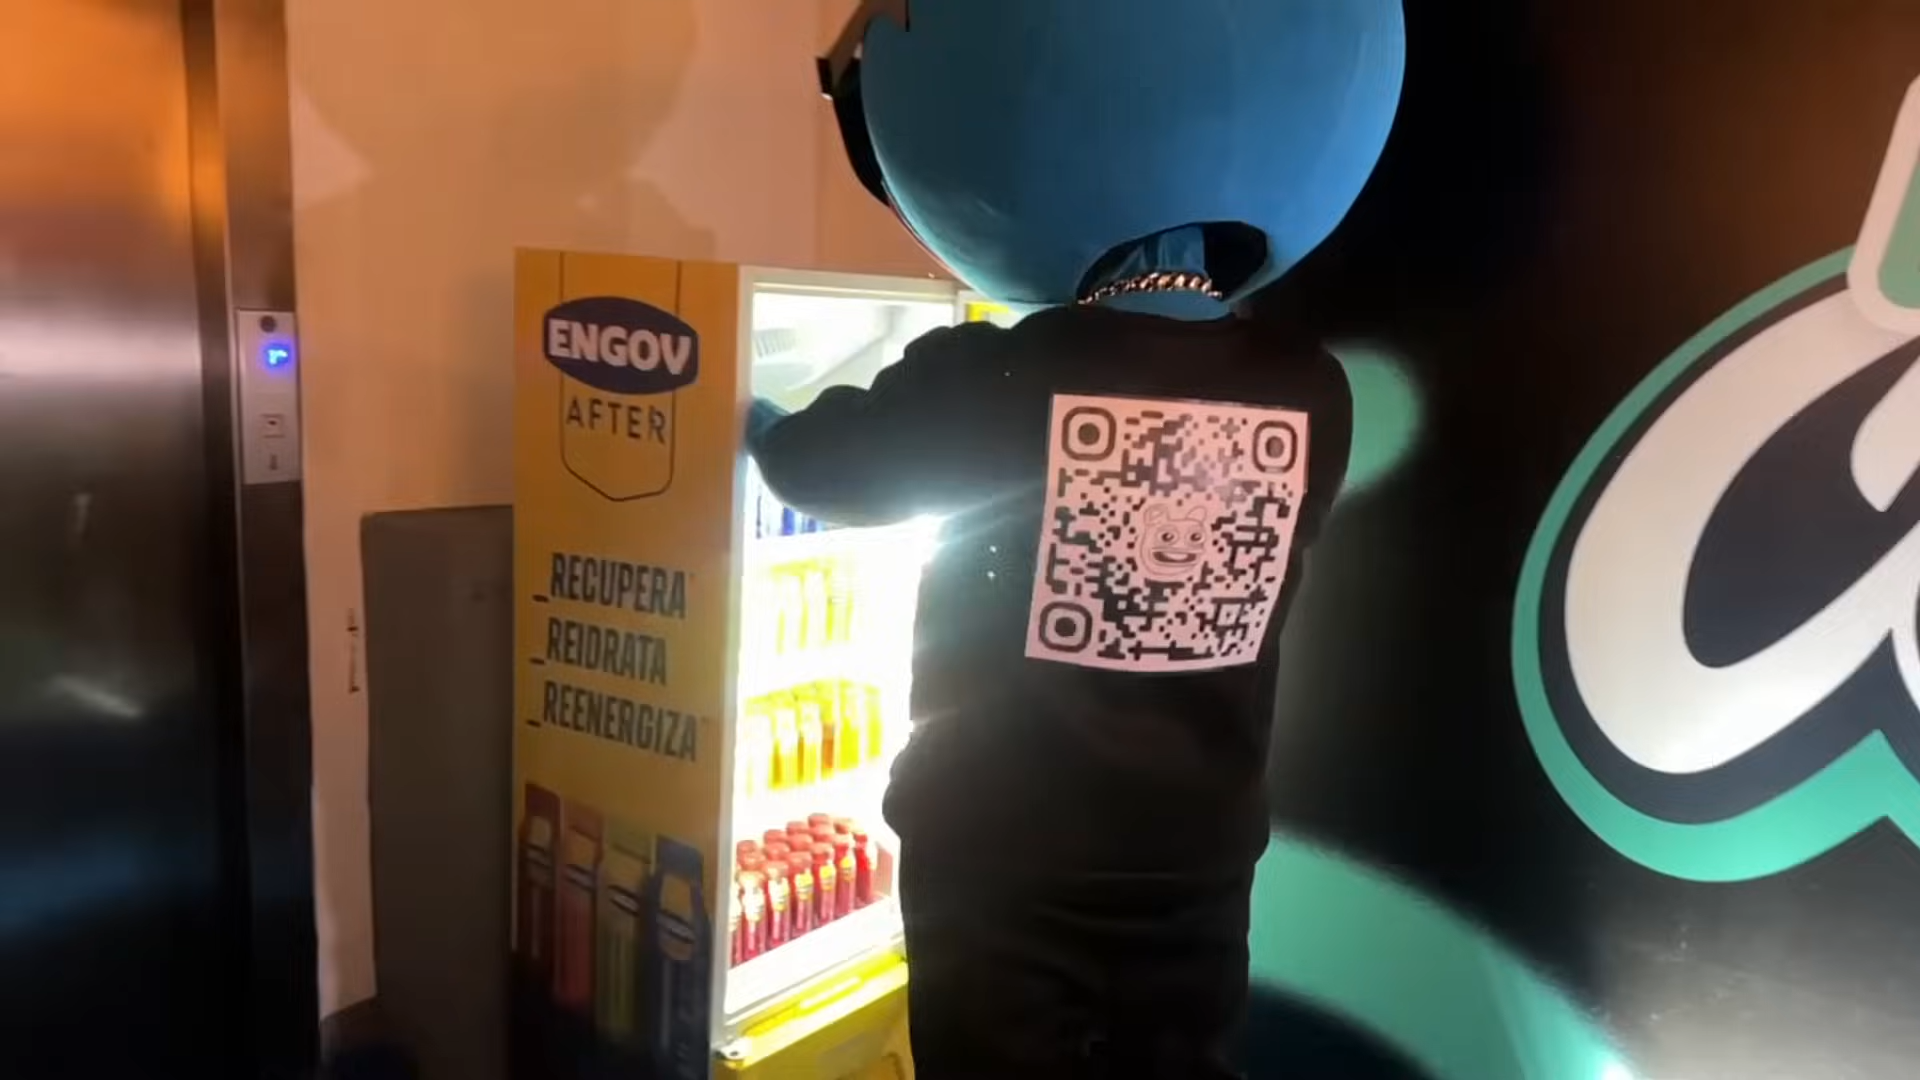 ENGOV
AFTER
_RECUPERA
_REIDRATA
_REENERGIZA